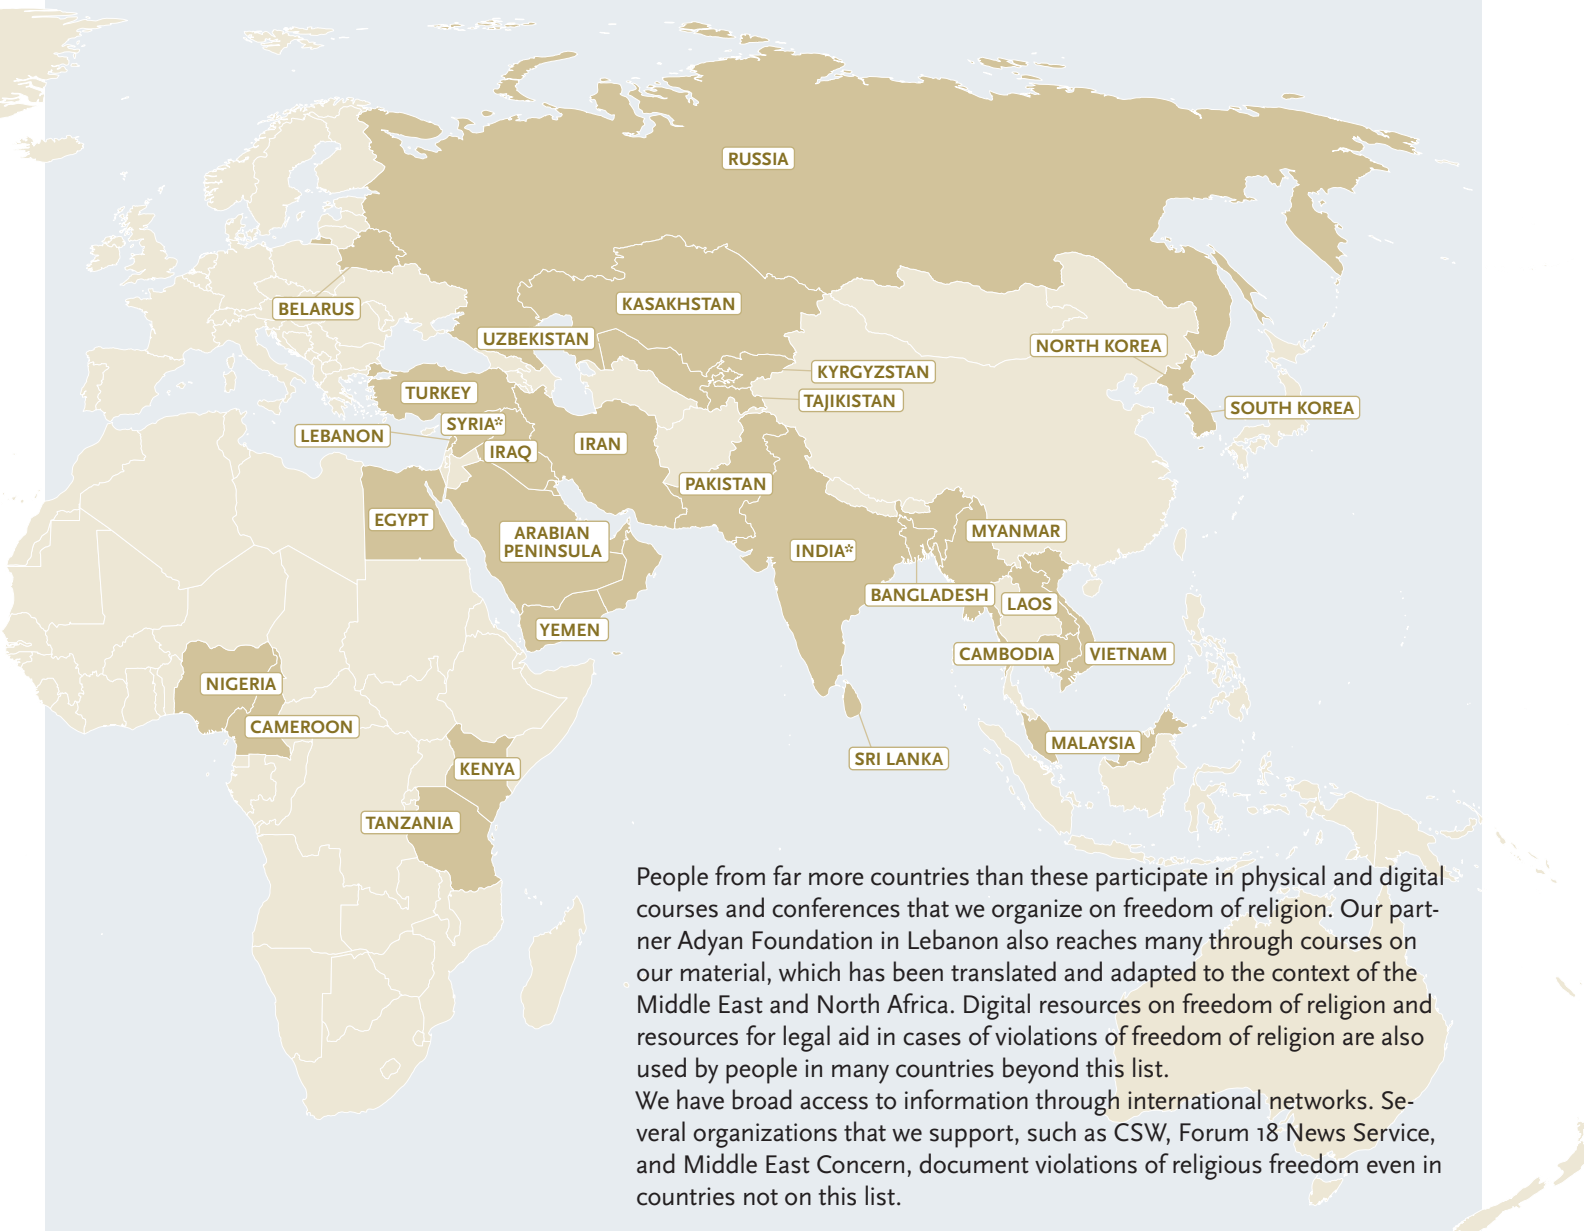 RUSSIA
BELARUS
KASAKHSTAN
UZBEKISTAN
NORTH KOREA
KYRGYZSTAN
TURKEY
TAJIKISTAN
SOUTH KOREA
SYRIA*
LEBANON
IRAQ
IRAN
PAKISTAN
EGYPT
ARABIAN
PENINSULA
INDIA*
MYANMAR
BANGLADESH
LAOS
YEMEN
CAMBODIA
VIETNAM
NIGERIA
CAMEROON
MALAYSIA
SRI LANKA
KENYA
TANZANIA
People from far more countries than these participate in physical and digital
courses and conferences that we organize on freedom of religion. Our part-
ner Adyan Foundation in Lebanon also reaches many through courses on
our material, which has been translated and adapted to the context of the
Middle East and North Africa. Digital resources on freedom of religion and
resources for legal aid in cases of violations of freedom of religion are also
used by people in many countries beyond this list.
We have broad access to information through international networks. Se-
veral organizations that we support, such as CSW, Forum 18 News Service,
and Middle East Concern, document violations of religious freedom even in
countries not on this list.